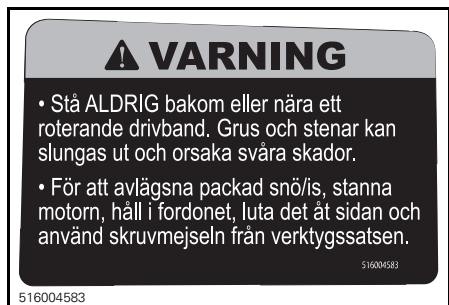 VARNING
• Stå ALDRIG bakom eller nära ett
roterande drivband. Grus och stenar kan
slungas ut och orsaka svåra skador.
• För att avlägsna packad snö/is, stanna
motorn, håll i fordonet, luta det åt sidan och
använd skruvmejseln från verktygssatsen.
516004583
516004583